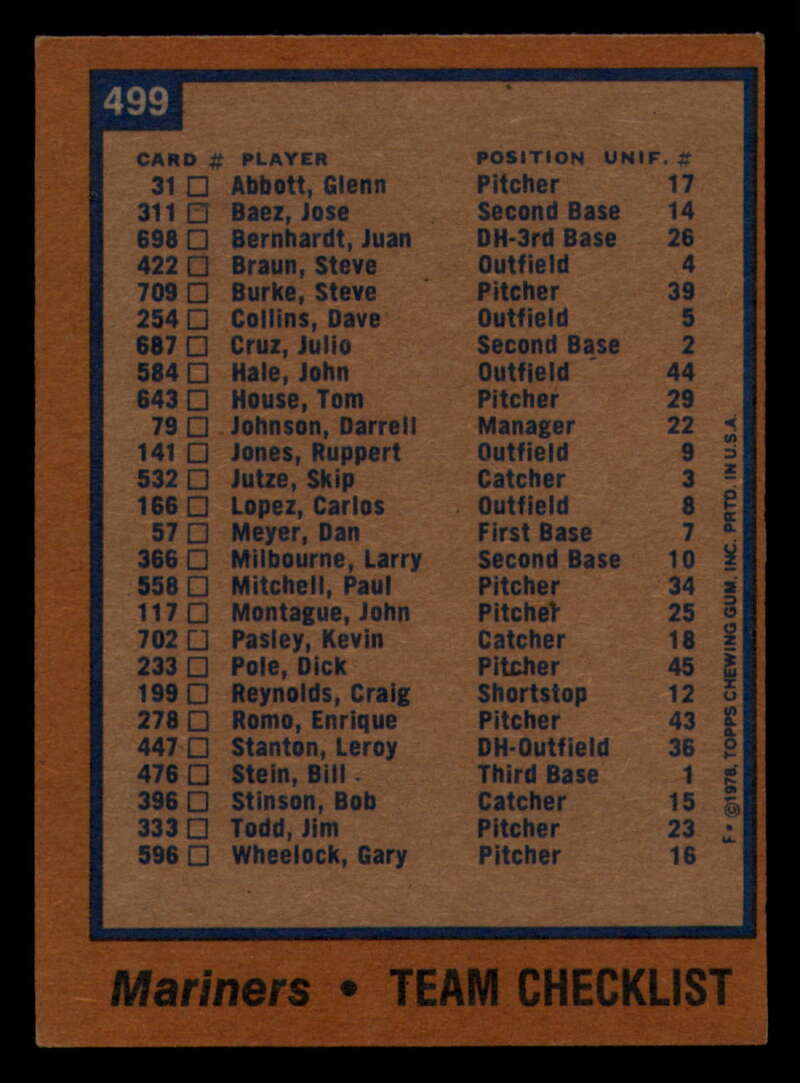 499
CARD # PLAYER POSITION UNIF. #
31 □ Abbott, Glenn Pitcher 17
311 □ Baez, Jose Second Base 14
698 □ Bernhardt, Juan DH-3rd Base 26
422 □ Braun, Steve Outfield 4
709 □ Burke, Steve Pitcher 39
254 □ Collins, Dave Outfield 5
687 □ Cruz, Julio Second Base 2
584 □ Hale, John Outfield 44
643 □ House, Tom Pitcher 29
79 □ Johnson, Darrell Manager 22
141 □ Jones, Ruppert Outfield 9
532 □ Jutze, Skip Catcher 3
166 □ Lopez, Carlos Outfield 8
57 □ Meyer, Dan First Base 7
366 □ Milbourne, Larry Second Base 10
558 □ Mitchell, Paul Pitcher 34
117 □ Montague, John Pitcher 25
702 □ Pasley, Kevin Catcher 18
233 □ Pole, Dick Pitcher 45
199 □ Reynolds, Craig Shortstop 12
278 □ Romo, Enrique Pitcher 43
447 □ Stanton, Leroy DH-Outfield 36
476 □ Stein, Bill Third Base 1
396 □ Stinson, Bob Catcher 15
333 □ Todd, Jim Pitcher 23
596 □ Wheelock, Gary Pitcher 16
F• ©1978, TOPPS CHEWING GUM, INC. PRTD. IN U.S.A.
Mariners • TEAM CHECKLIST